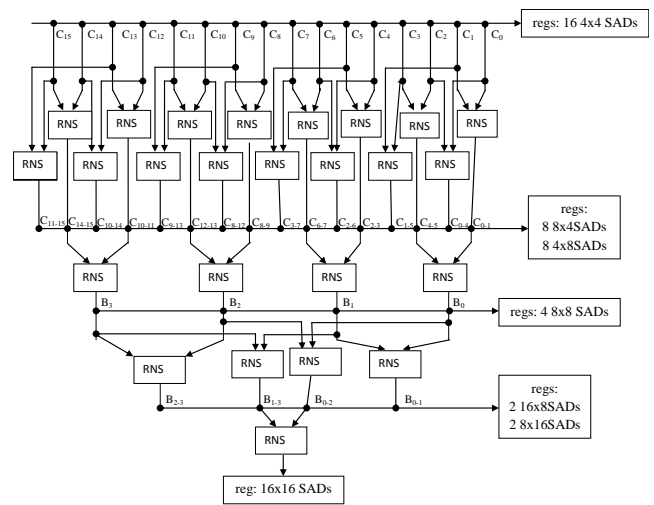 regs: 16 4x4 SADs
C15 C14 C13 C12 C11 C10 C9 C8 C7 C6 C5 C4 C3 C2 C1 C0
RNS RNS RNS RNS RNS RNS RNS RNS
RNS RNS RNS RNS RNS RNS RNS RNS
C11-15 C14-15 C10-14 C10-11 C9-13 C12-13 C8-12 C8-9 C3-7 C6-7 C2-6 C2-3 C1-5 C4-5 C0-4 C0-1
regs:
8 8x4SADs
8 4x8SADs
RNS RNS RNS RNS
B3 B2 B1 B0
regs: 4 8x8 SADs
RNS RNS RNS RNS
B2-3 B1-3 B0-2 B0-1
regs:
2 16x8SADs
2 8x16SADs
RNS
reg: 16x16 SADs